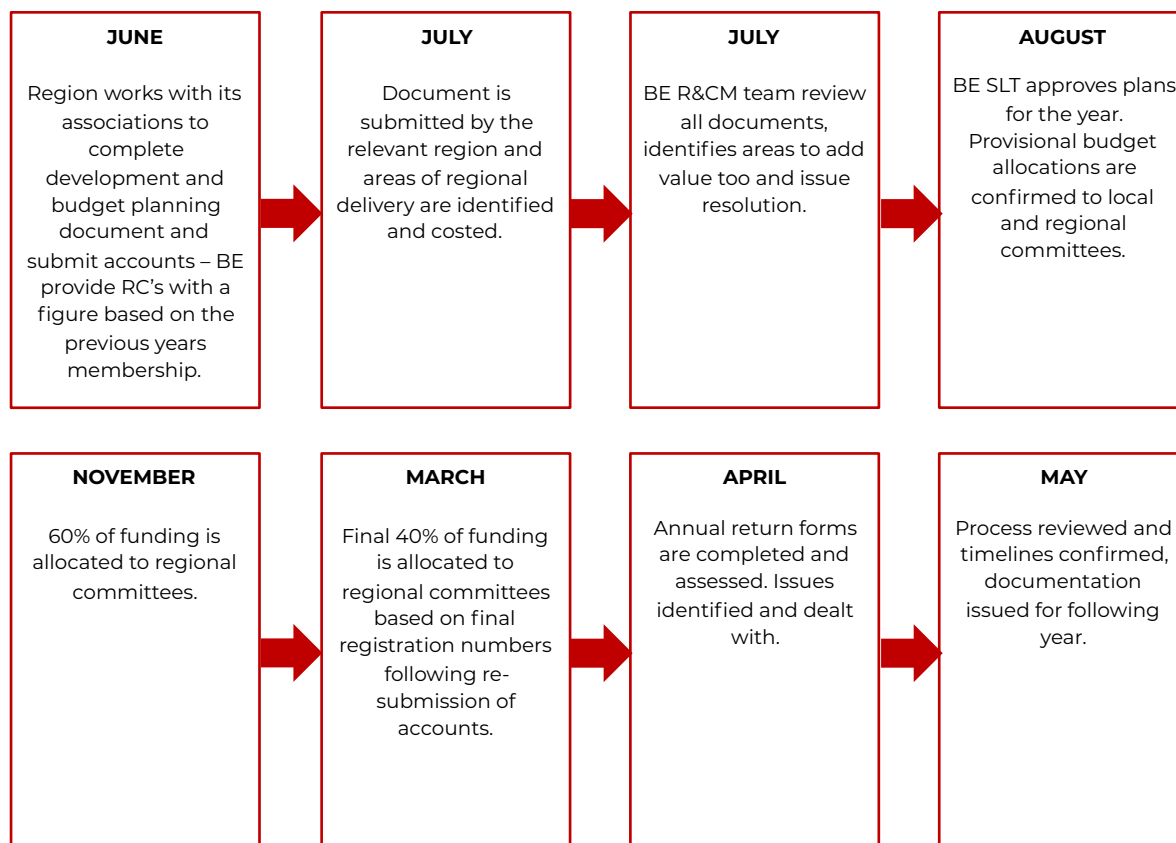 JUNE
Region works with its
associations to
complete
development and
budget planning
document and
submit accounts – BE
provide RC's with a
figure based on the
previous years
membership.
JULY
Document is
submitted by the
relevant region and
areas of regional
delivery are identified
and costed.
JULY
BE R&CM team review
all documents,
identifies areas to add
value too and issue
resolution.
AUGUST
BE SLT approves plans
for the year.
Provisional budget
allocations are
confirmed to local
and regional
committees.
NOVEMBER
60% of funding is
allocated to regional
committees.
MARCH
Final 40% of funding
is allocated to
regional committees
based on final
registration numbers
following re-
submission of
accounts.
APRIL
Annual return forms
are completed and
assessed. Issues
identified and dealt
with.
MAY
Process reviewed and
timelines confirmed,
documentation
issued for following
year.